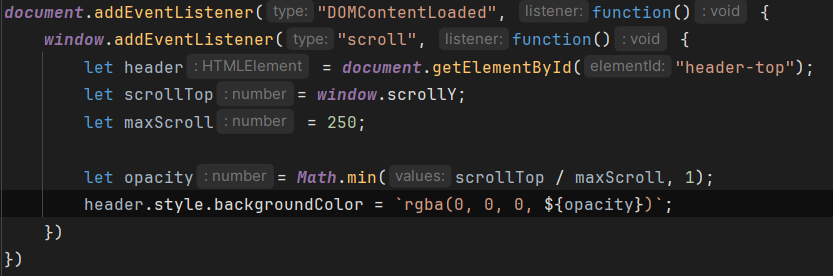 document.addEventListener( type: "DOMContentLoaded", listener: function() : void {
    window.addEventListener( type: "scroll", listener: function() : void {
        let header : HTMLElement = document.getElementById( elementId: "header-top");
        let scrollTop : number = window.scrollY;
        let maxScroll : number = 250;

        let opacity : number = Math.min( values: scrollTop / maxScroll, 1);
        header.style.backgroundColor = `rgba(0, 0, 0, ${opacity})`;
    })
})